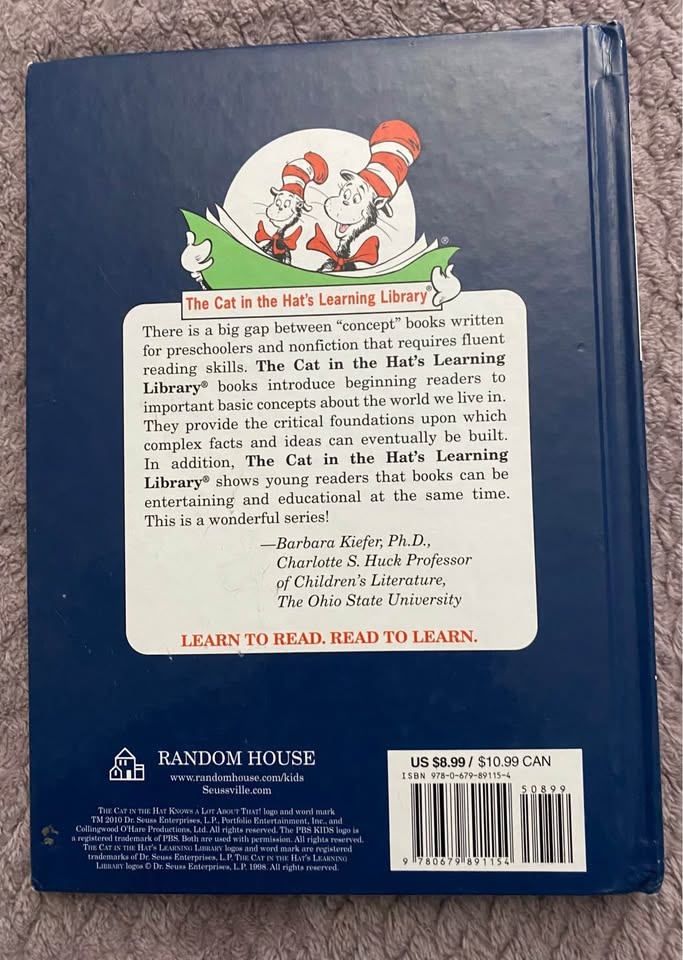 ®
The Cat in the Hat's Learning Library®
There is a big gap between “concept” books written
for preschoolers and nonfiction that requires fluent
reading skills. The Cat in the Hat's Learning
Library® books introduce beginning readers to
important basic concepts about the world we live in.
They provide the critical foundations upon which
complex facts and ideas can eventually be built.
In addition, The Cat in the Hat's Learning
Library® shows young readers that books can be
entertaining and educational at the same time.
This is a wonderful series!
—Barbara Kiefer, Ph.D.,
Charlotte S. Huck Professor
of Children's Literature,
The Ohio State University
LEARN TO READ. READ TO LEARN.
RANDOM HOUSE
www.randomhouse.com/kids
Seussville.com
THE CAT IN THE HAT KNOWS A LOT ABOUT THAT! logo and word mark
TM 2010 Dr. Seuss Enterprises, L.P., Portfolio Entertainment, Inc., and
Collingwood O'Hare Productions, Ltd. All rights reserved. The PBS KIDS logo is
a registered trademark of PBS. Both are used with permission. All rights reserved.
THE CAT IN THE HAT'S LEARNING LIBRARY logos and word mark are registered
trademarks of Dr. Seuss Enterprises, L.P. THE CAT IN THE HAT'S LEARNING
LIBRARY logos © Dr. Seuss Enterprises, L.P. 1998. All rights reserved.
US $8.99 / $10.99 CAN
ISBN 978-0-679-89115-4
50899
9 780679 891154